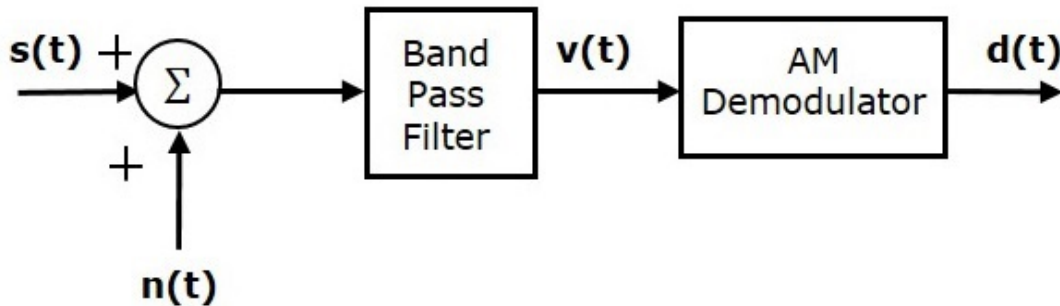 s(t)
+
Σ
+
n(t)
Band
Pass
Filter
v(t)
AM
Demodulator
d(t)